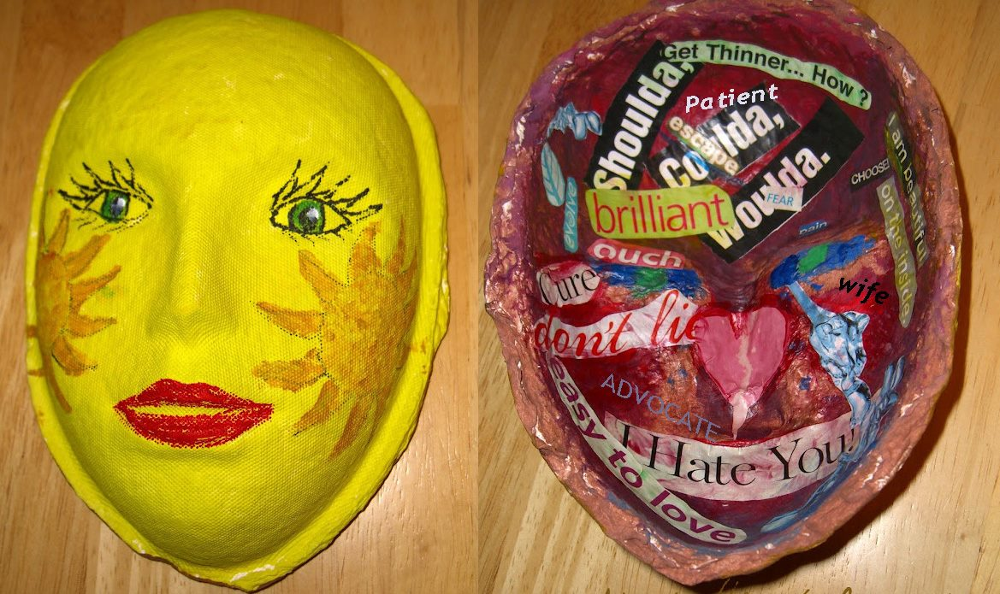 Get Thinner... How ?
Shoulda,
Patient
Coulda,
escape
Woulda.
FEAR
brilliant
evolve
pain
CHOOSE
I am beautiful
on the inside
ouch
Cure
wife
don't lie
ADVOCATE
I Hate You!
easy to love